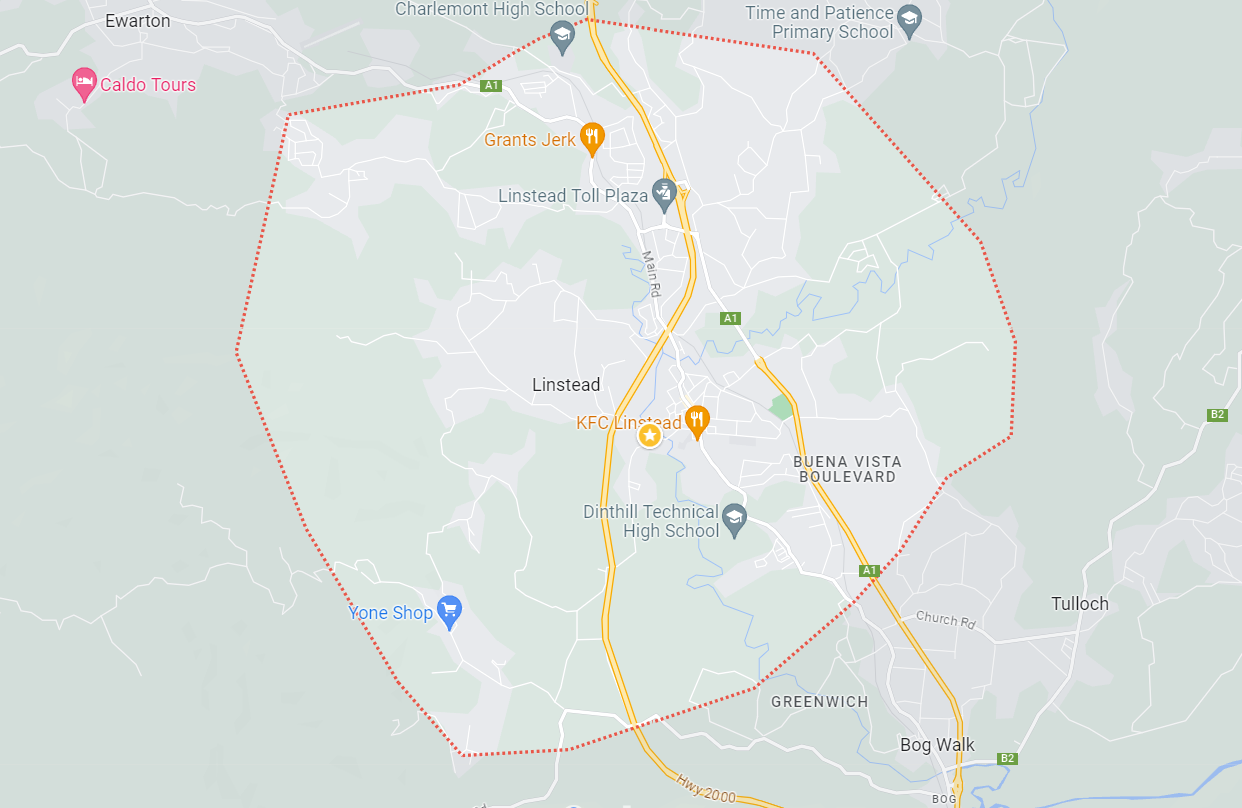 Charlemont High School
Ewarton
Time and Patience
Primary School
Caldo Tours
A1
Grants Jerk
Linstead Toll Plaza
Main Rd
A1
Linstead
KFC Linstead
B2
BUENA VISTA
BOULEVARD
Dinthill Technical
High School
A1
Yone Shop
Tulloch
Church Rd
GREENWICH
Bog Walk
B2
Hwy 2000
BOG